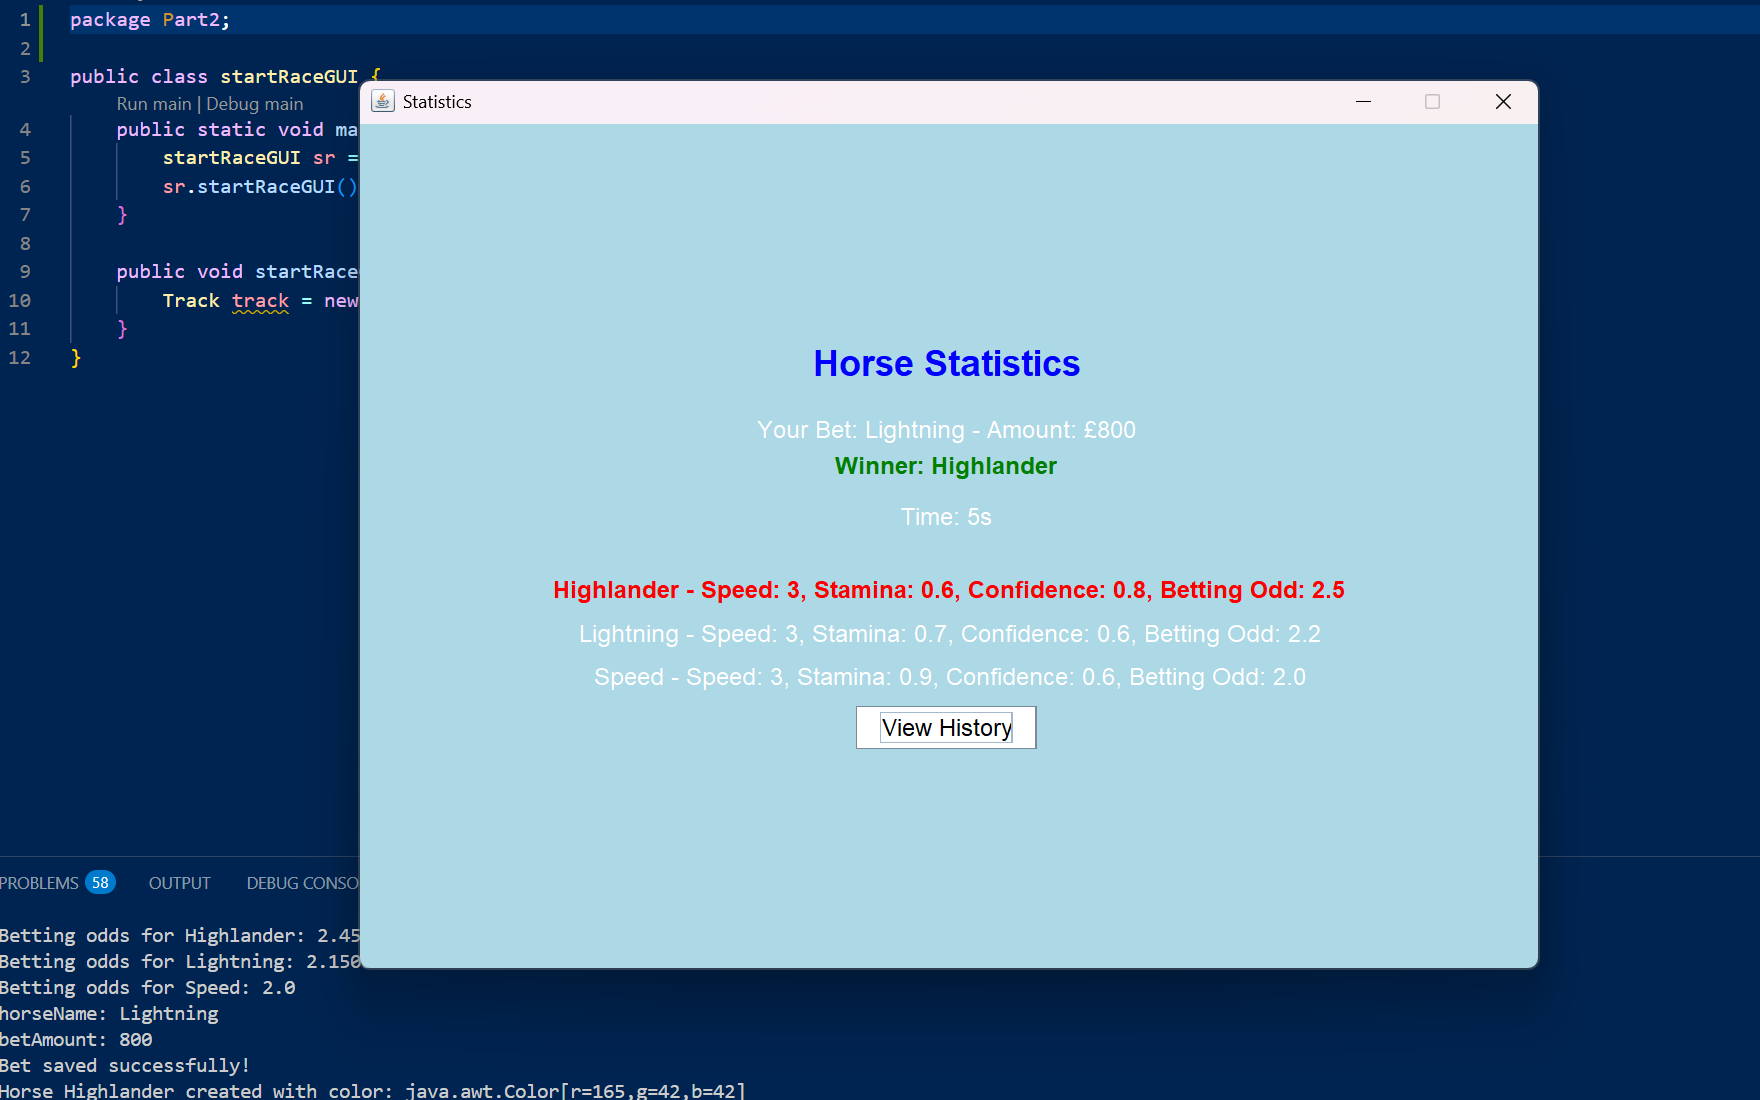 1 package Part2;
2
3 public class startRaceGUI {
Run main | Debug main
4 public static void ma
5 startRaceGUI sr =
6 sr.startRaceGUI()
7 }
8
9 public void startRace
10 Track track = new
11 }
12 }
Statistics
Horse Statistics
Your Bet: Lightning - Amount: £800
Winner: Highlander
Time: 5s
Highlander - Speed: 3, Stamina: 0.6, Confidence: 0.8, Betting Odd: 2.5
Lightning - Speed: 3, Stamina: 0.7, Confidence: 0.6, Betting Odd: 2.2
Speed - Speed: 3, Stamina: 0.9, Confidence: 0.6, Betting Odd: 2.0
View History
PROBLEMS 58 OUTPUT DEBUG CONSO
Betting odds for Highlander: 2.45
Betting odds for Lightning: 2.150
Betting odds for Speed: 2.0
horseName: Lightning
betAmount: 800
Bet saved successfully!
Horse Highlander created with color: java.awt.Color[r=165,g=42,b=42]